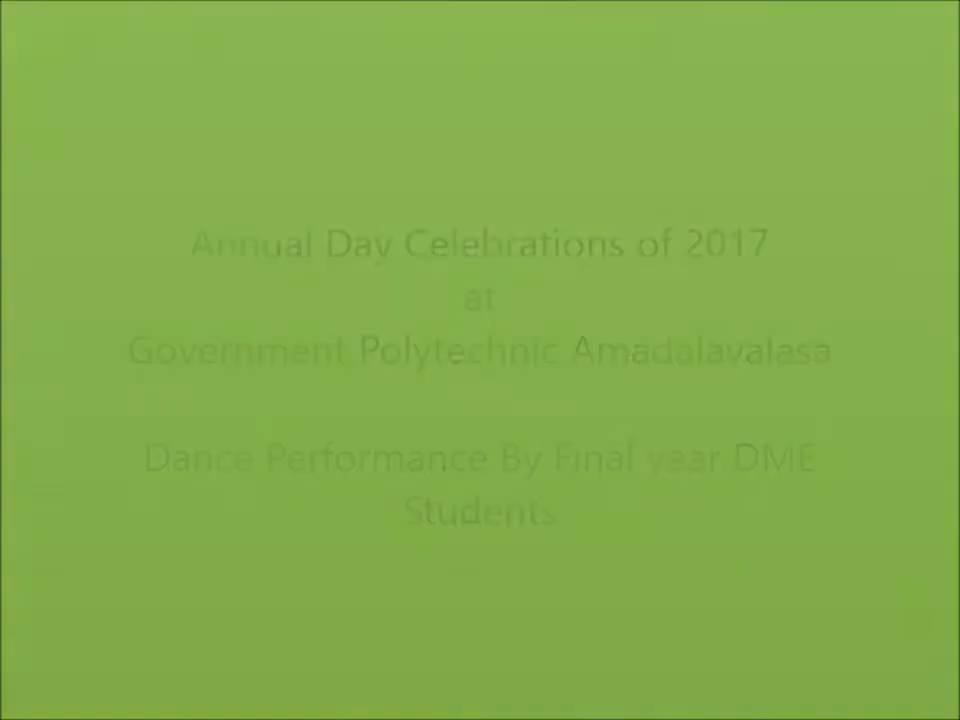 Annual Day Celebrations of 2017
at
Government Polytechnic Amadalavalasa
Dance Performance By Final year DME
Students